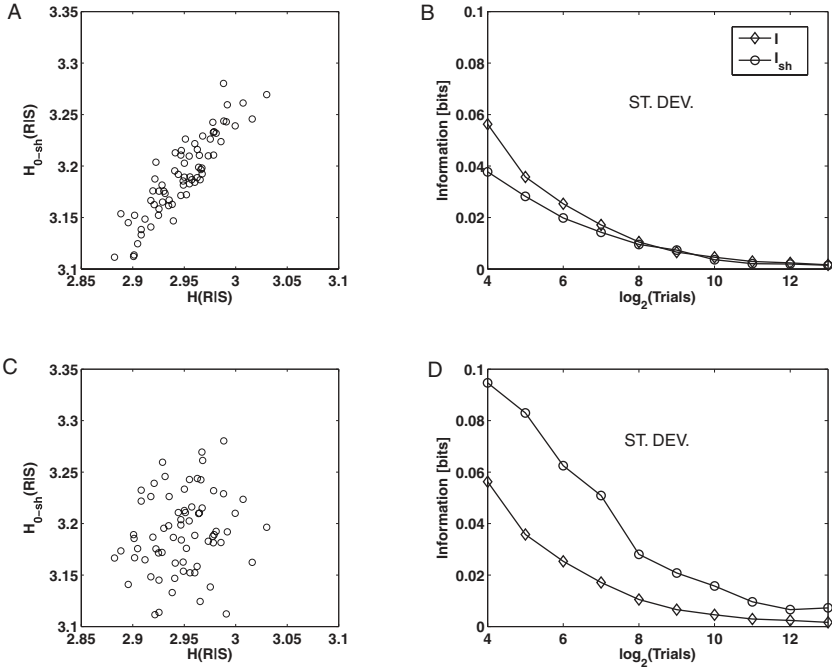 A
3.35
3.3
3.25
3.2
3.15
3.1
H0-sh(R|S)
2.85 2.9 2.95 3 3.05 3.1
H(R|S)
B
0.1
0.08
0.06
0.04
0.02
0
Information [bits]
I
Ish
ST. DEV.
4 6 8 10 12
log2(Trials)
C
3.35
3.3
3.25
3.2
3.15
3.1
H0-sh(R|S)
2.85 2.9 2.95 3 3.05 3.1
H(R|S)
D
0.1
0.08
0.06
0.04
0.02
0
Information [bits]
ST. DEV.
4 6 8 10 12
log2(Trials)